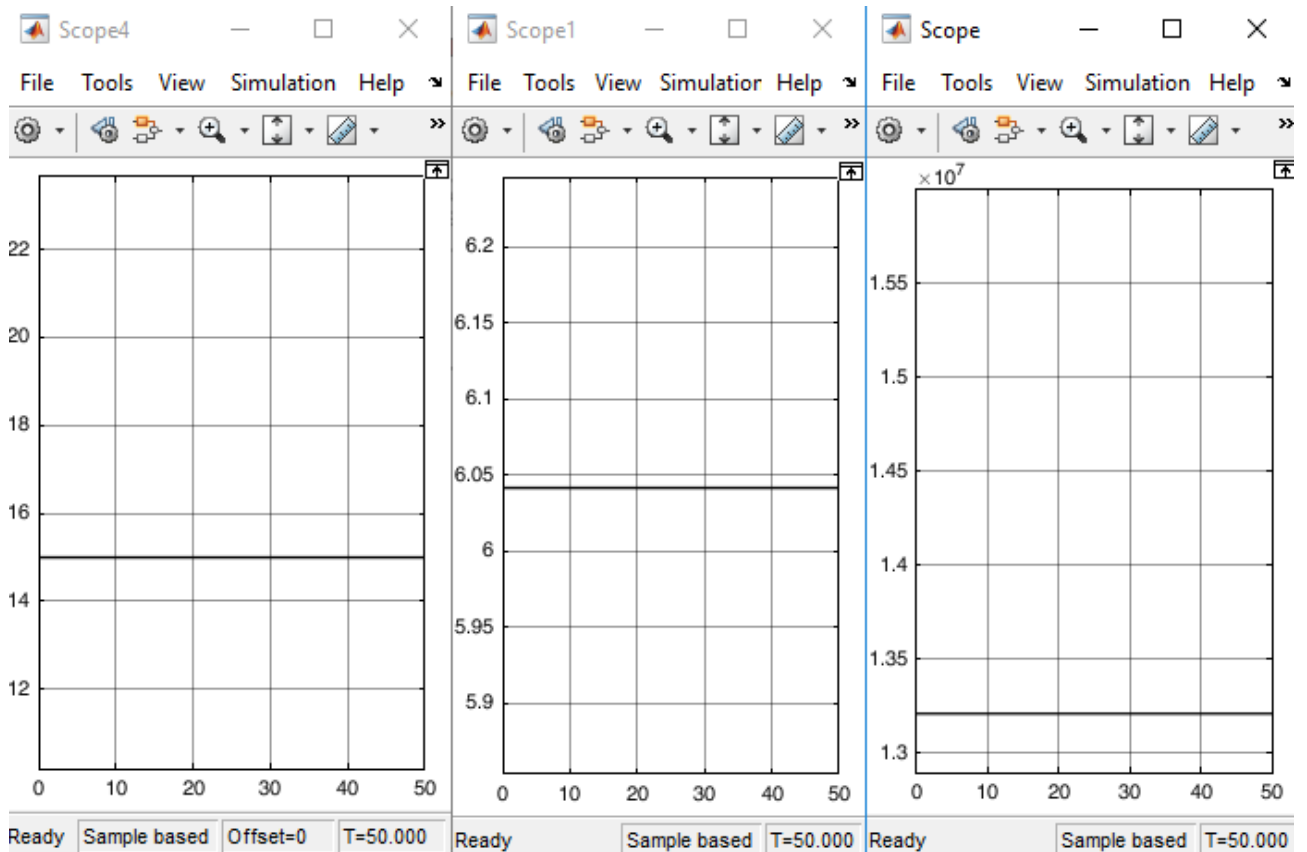 Scope4
File Tools View Simulation Help
»
22
20
18
16
14
12
0 10 20 30 40 50
Ready Sample based Offset=0 T=50.000
Scope1
File Tools View Simulation Help
»
6.2
6.15
6.1
6.05
6
5.95
5.9
0 10 20 30 40 50
Ready Sample based T=50.000
Scope
File Tools View Simulation Help
»
×10^7
1.55
1.5
1.45
1.4
1.35
1.3
0 10 20 30 40 50
Ready Sample based T=50.000